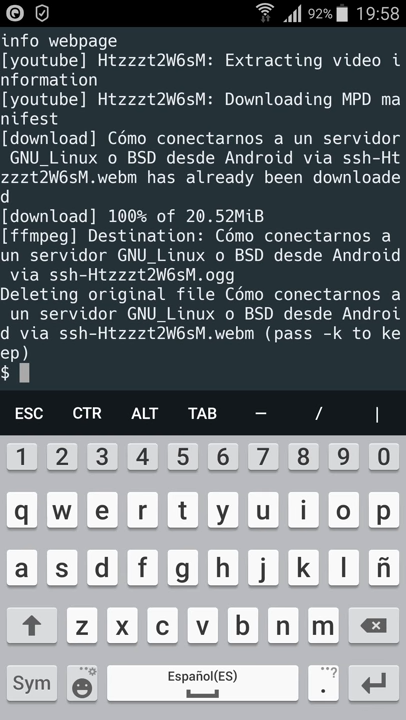 92% 19:58
info webpage
[youtube] Htzzzt2W6sM: Extracting video i
nformation
[youtube] Htzzzt2W6sM: Downloading MPD ma
nifest
[download] Cómo conectarnos a un servidor
GNU_Linux o BSD desde Android via ssh-Ht
zzzt2W6sM.webm has already been downloade
d
[download] 100% of 20.52MiB
[ffmpeg] Destination: Cómo conectarnos a
un servidor GNU_Linux o BSD desde Android
via ssh-Htzzzt2W6sM.ogg
Deleting original file Cómo conectarnos a
un servidor GNU_Linux o BSD desde Androi
d via ssh-Htzzzt2W6sM.webm (pass -k to ke
ep)
$
ESC CTR ALT TAB — / |
1 2 3 4 5 6 7 8 9 0
q w e r t y u i o p
a s d f g h j k l ñ
z x c v b n m
Sym Español(ES) . ?